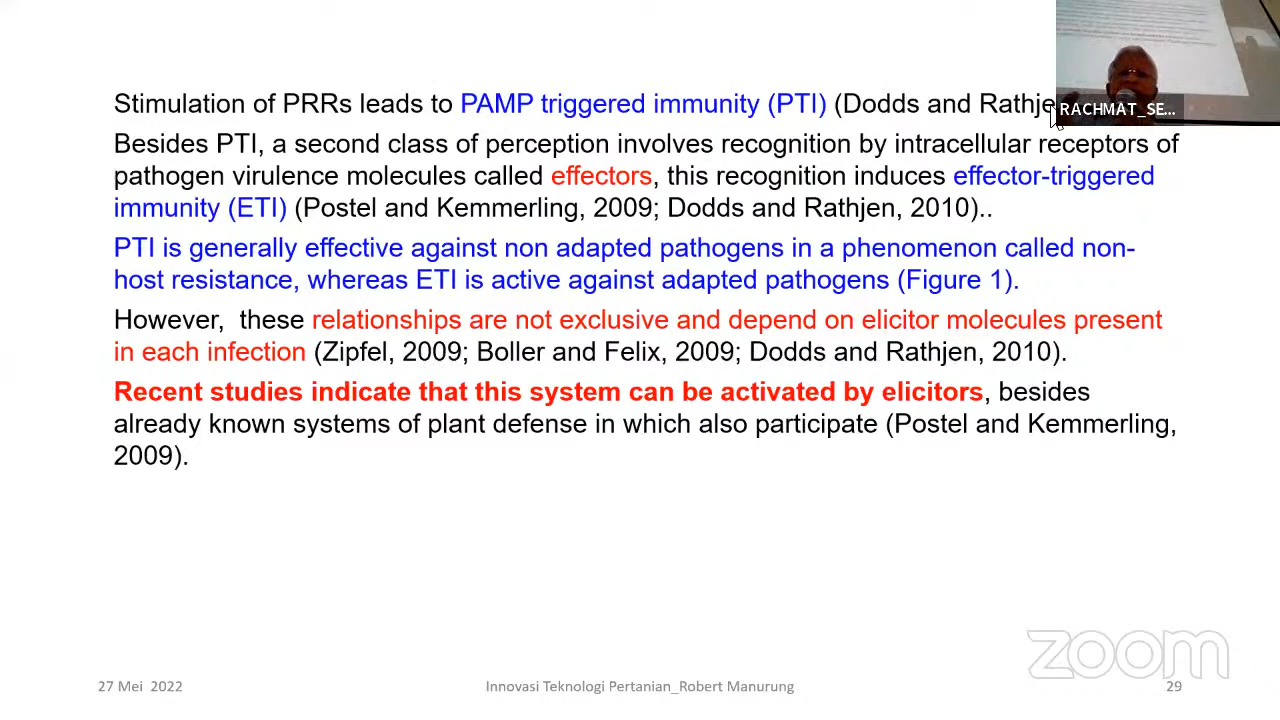 Stimulation of PRRs leads to PAMP triggered immunity (PTI) (Dodds and
RACHMAT_SE...
Besides PTI, a second class of perception involves recognition by intracellular receptors of
pathogen virulence molecules called effectors, this recognition induces effector-triggered
immunity (ETI) (Postel and Kemmerling, 2009; Dodds and Rathjen, 2010)..
PTI is generally effective against non adapted pathogens in a phenomenon called non-
host resistance, whereas ETI is active against adapted pathogens (Figure 1).
However, these relationships are not exclusive and depend on elicitor molecules present
in each infection (Zipfel, 2009; Boller and Felix, 2009; Dodds and Rathjen, 2010).
Recent studies indicate that this system can be activated by elicitors, besides
already known systems of plant defense in which also participate (Postel and Kemmerling,
2009).
zoom
27 Mei 2022
Innovasi Teknologi Pertanian_Robert Manurung
29